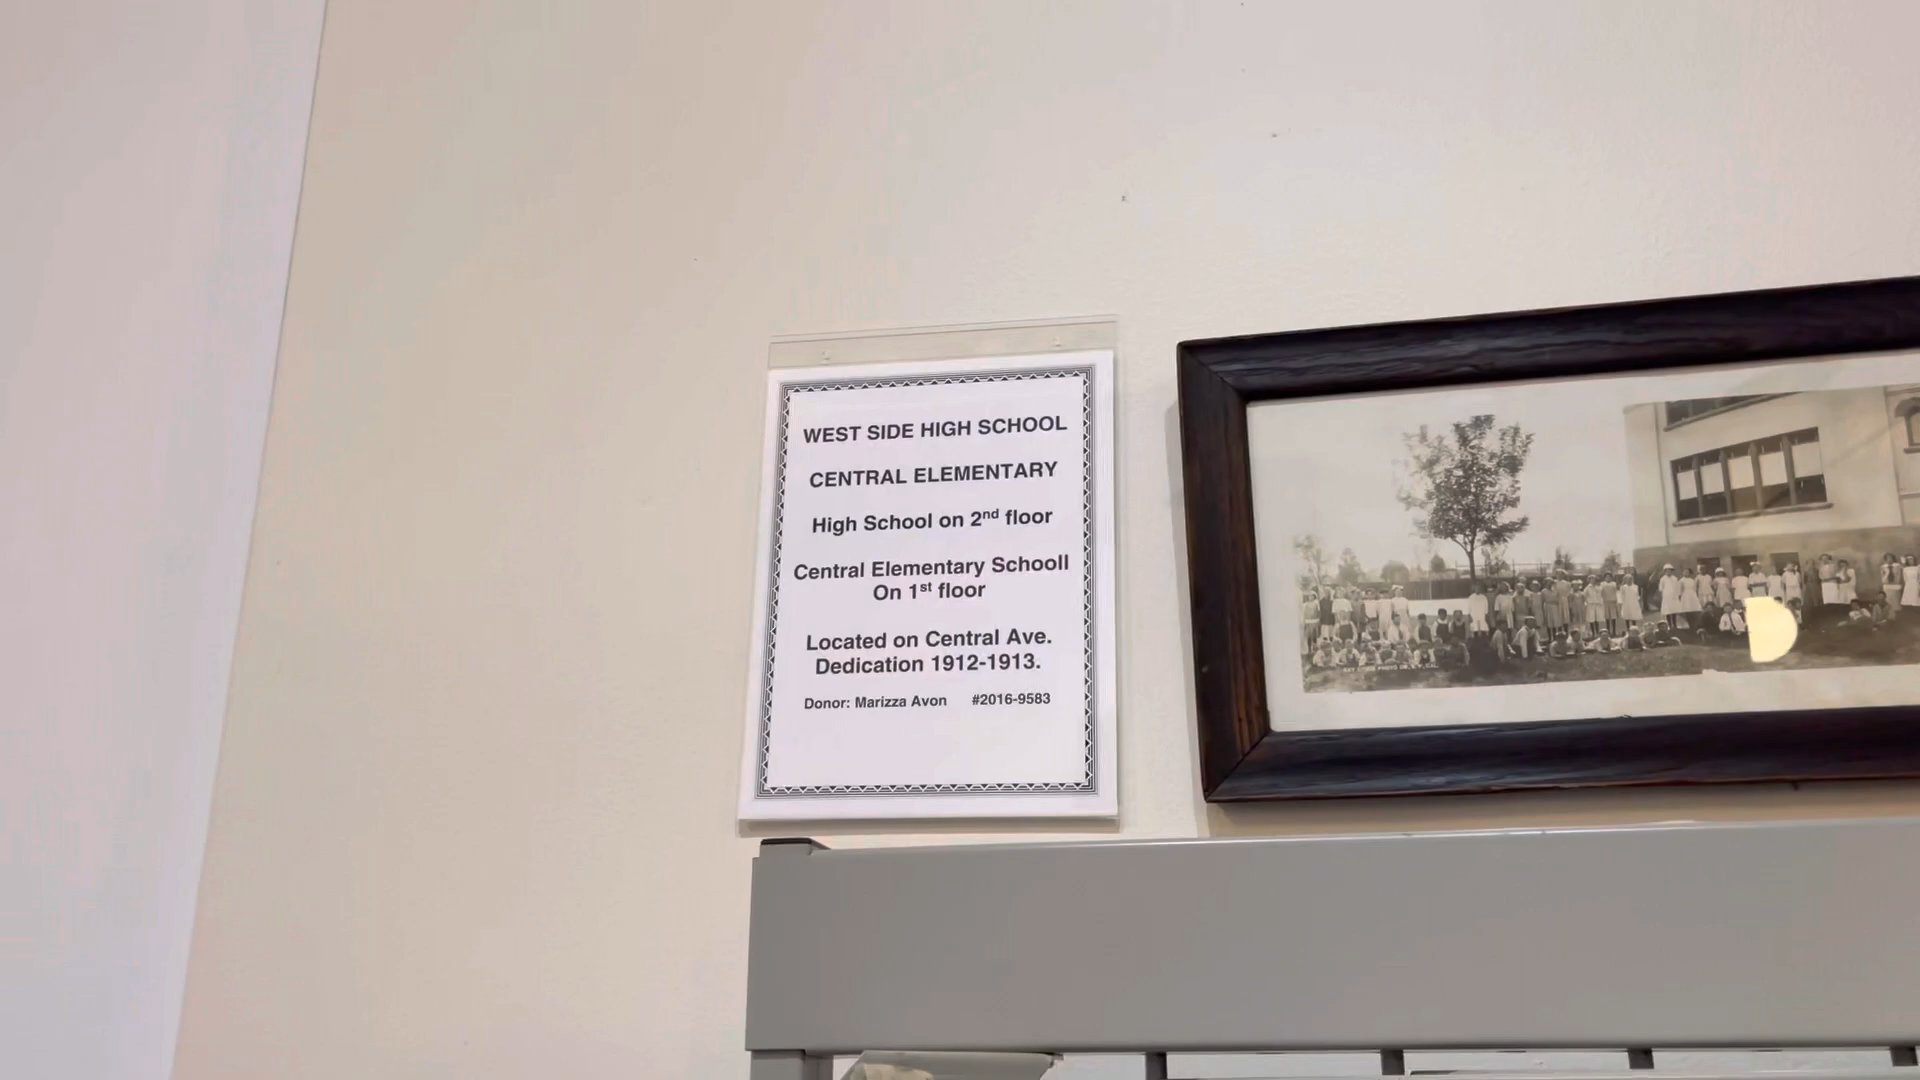 WEST SIDE HIGH SCHOOL
CENTRAL ELEMENTARY
High School on 2nd floor
Central Elementary Schooll
On 1st floor
Located on Central Ave.
Dedication 1912-1913.
Donor: Marizza Avon #2016-9583